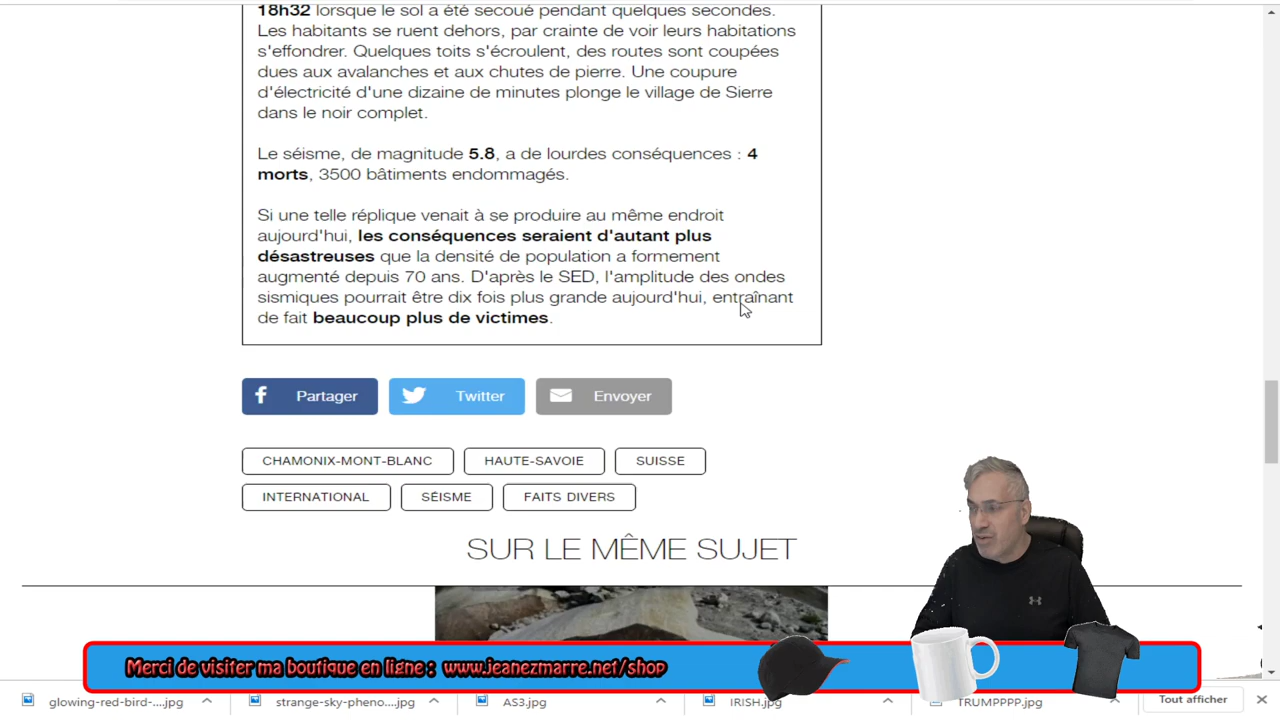 18h32 lorsque le sol a été secoué pendant quelques secondes.
Les habitants se ruent dehors, par crainte de voir leurs habitations
s'effondrer. Quelques toits s'écroulent, des routes sont coupées
dues aux avalanches et aux chutes de pierre. Une coupure
d'électricité d'une dizaine de minutes plonge le village de Sierre
dans le noir complet.
Le séisme, de magnitude 5.8, a de lourdes conséquences : 4
morts, 3500 bâtiments endommagés.
Si une telle réplique venait à se produire au même endroit
aujourd'hui, les conséquences seraient d'autant plus
désastreuses que la densité de population a formement
augmenté depuis 70 ans. D'après le SED, l'amplitude des ondes
sismiques pourrait être dix fois plus grande aujourd'hui, entraînant
de fait beaucoup plus de victimes.
Partager Twitter Envoyer
CHAMONIX-MONT-BLANC HAUTE-SAVOIE SUISSE
INTERNATIONAL SÉISME FAITS DIVERS
SUR LE MÊME SUJET
Merci de visiter ma boutique en ligne : www.jeanezmarre.net/shop
glowing-red-bird-....jpg strange-sky-pheno....jpg AS3.jpg IRISH.jpg TRUMPPPP.jpg Tout afficher